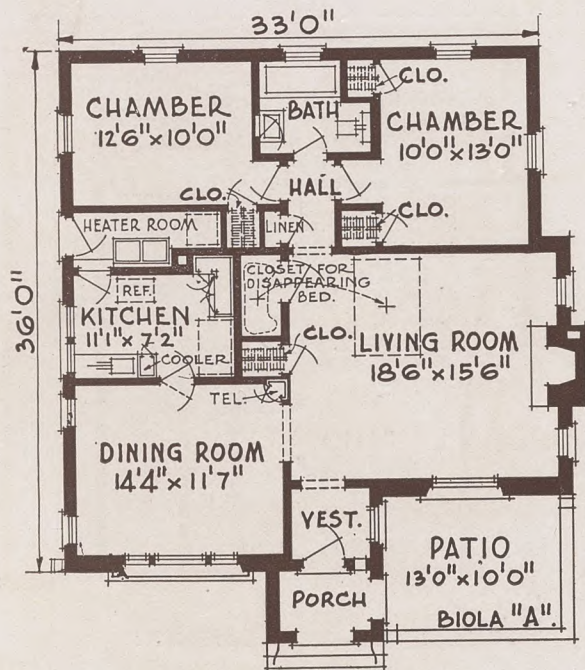 33'0"
36'0"
CHAMBER
12'6"x10'0"
BATH
CLO.
CHAMBER
10'0"x13'0"
HALL
CLO.
CLO.
LINEN
HEATER ROOM
REF.
KITCHEN
11'1"x 7'2"
COOLER
CLOSET FOR
DISAPPEARING
BED.
CLO.
LIVING ROOM
18'6"x15'6"
TEL.
DINING ROOM
14'4"x 11'7"
VEST.
PATIO
13'0"x10'0"
PORCH
BIOLA "A".